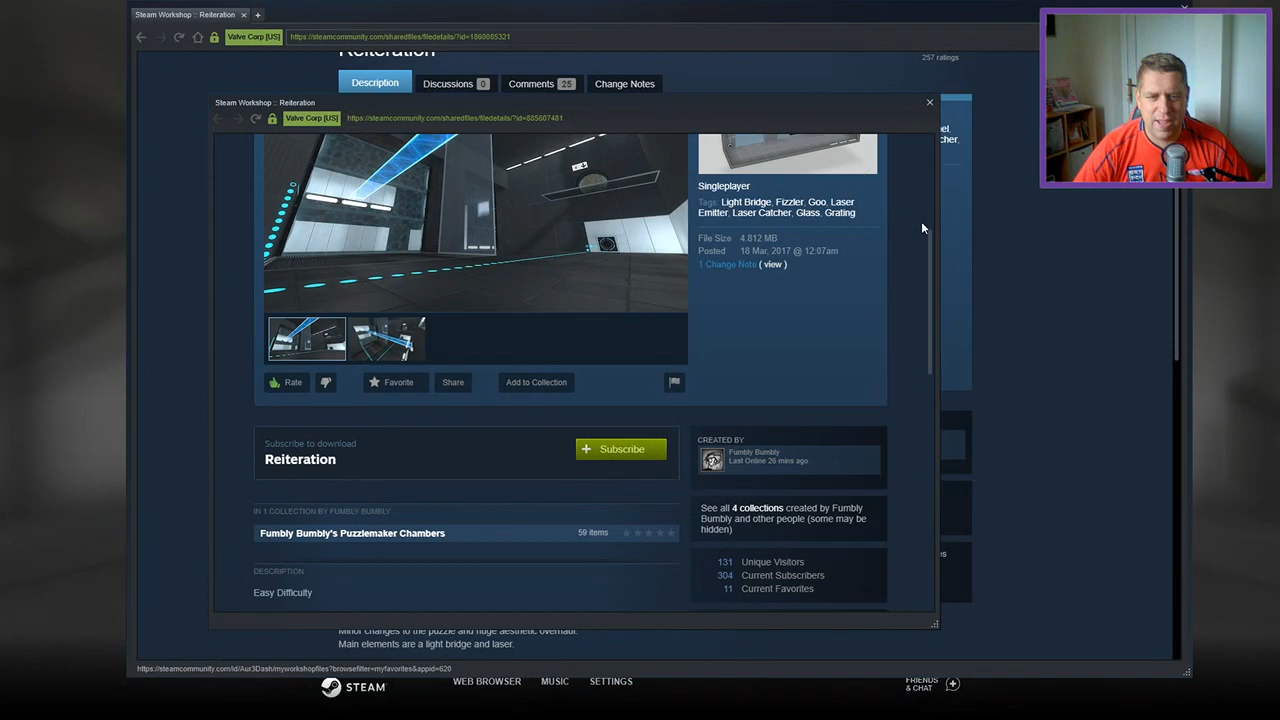 Steam Workshop :: Reiteration
Valve Corp [US]
https://steamcommunity.com/sharedfiles/filedetails/?id=1860085321
Reiteration
257 ratings
Description
Discussions 0
Comments 25
Change Notes
Steam Workshop :: Reiteration
Valve Corp [US]
https://steamcommunity.com/sharedfiles/filedetails/?id=885607481
Singleplayer
Tags: Light Bridge, Fizzler, Goo, Laser
Emitter, Laser Catcher, Glass, Grating
File Size 4.812 MB
Posted 18 Mar, 2017 @ 12:07am
1 Change Note ( view )
Rate
Favorite
Share
Add to Collection
Subscribe to download
Reiteration
Subscribe
CREATED BY
Fumbly Bumbly
Last Online 26 mins ago
IN 1 COLLECTION BY FUMBLY BUMBLY
Fumbly Bumbly's Puzzlemaker Chambers
59 items
See all 4 collections created by Fumbly
Bumbly and other people (some may be
hidden)
DESCRIPTION
Easy Difficulty
131 Unique Visitors
304 Current Subscribers
11 Current Favorites
Minor changes to the puzzle and huge aesthetic overhaul.
Main elements are a light bridge and laser.
https://steamcommunity.com/id/Aur3Dash/myworkshopfiles?browsefilter=myfavorites&appid=620
STEAM
WEB BROWSER
MUSIC
SETTINGS
FRIENDS
& CHAT